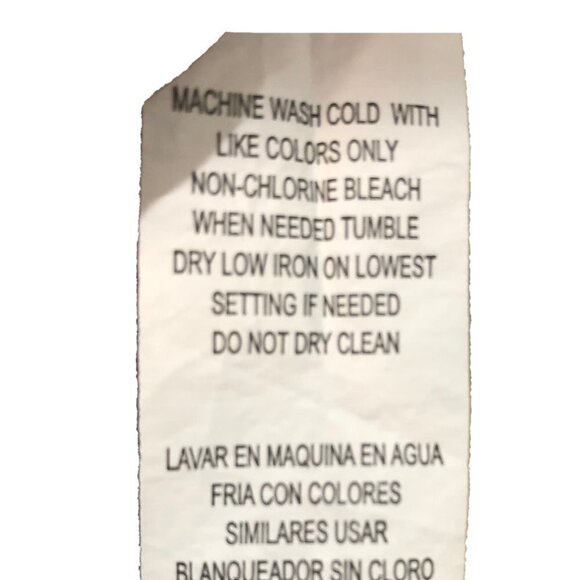 MACHINE WASH COLD WITH
LIKE COLORS ONLY
NON-CHLORINE BLEACH
WHEN NEEDED TUMBLE
DRY LOW IRON ON LOWEST
SETTING IF NEEDED
DO NOT DRY CLEAN
LAVAR EN MAQUINA EN AGUA
FRIA CON COLORES
SIMILARES USAR
BLANQUEADOR SIN CLORO